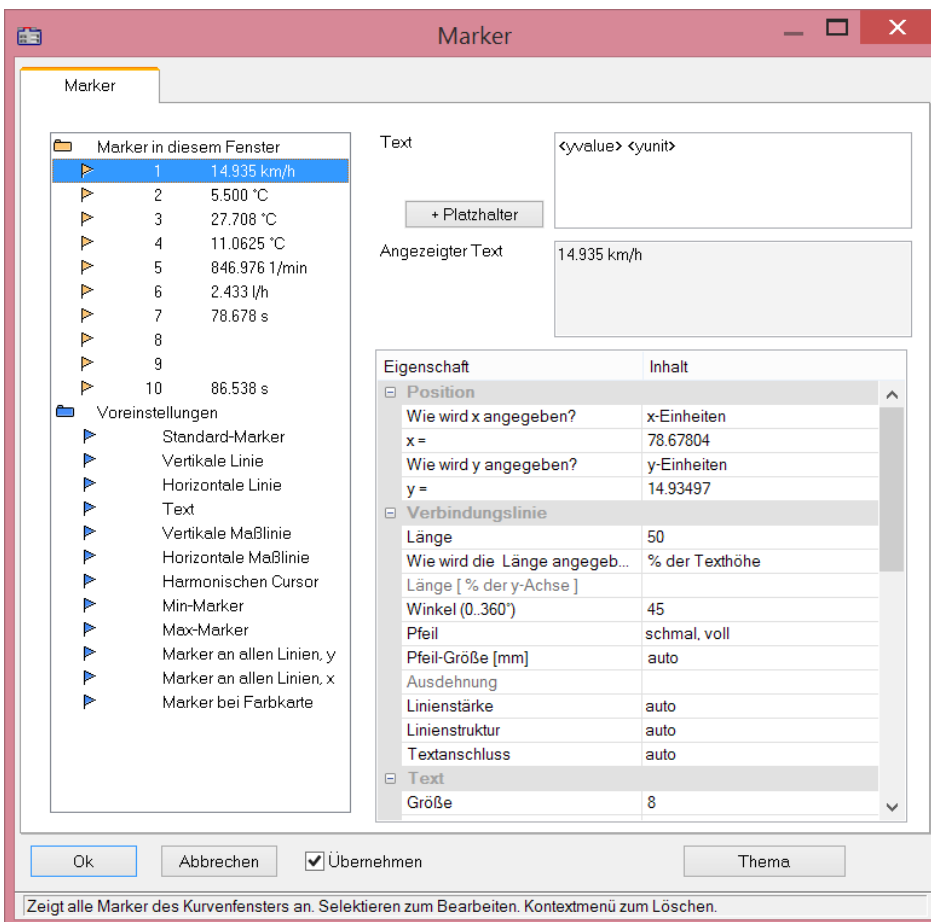 Marker
Marker
Marker in diesem Fenster
1 14.935 km/h
2 5.500 °C
3 27.708 °C
4 11.0625 °C
5 846.976 1/min
6 2.433 l/h
7 78.678 s
8
9
10 86.538 s
Voreinstellungen
Standard-Marker
Vertikale Linie
Horizontale Linie
Text
Vertikale Maßlinie
Horizontale Maßlinie
Harmonischen Cursor
Min-Marker
Max-Marker
Marker an allen Linien, y
Marker an allen Linien, x
Marker bei Farbkarte
Text
<yvalue> <yunit>
+ Platzhalter
Angezeigter Text
14.935 km/h
Eigenschaft Inhalt
Position
Wie wird x angegeben? x-Einheiten
x = 78.67804
Wie wird y angegeben? y-Einheiten
y = 14.93497
Verbindungslinie
Länge 50
Wie wird die Länge angegeb... % der Texthöhe
Länge [ % der y-Achse ]
Winkel (0..360°) 45
Pfeil schmal, voll
Pfeil-Größe [mm] auto
Ausdehnung
Linienstärke auto
Linienstruktur auto
Textanschluss auto
Text
Größe 8
Ok Abbrechen Übernehmen Thema
Zeigt alle Marker des Kurvenfensters an. Selektieren zum Bearbeiten. Kontextmenü zum Löschen.